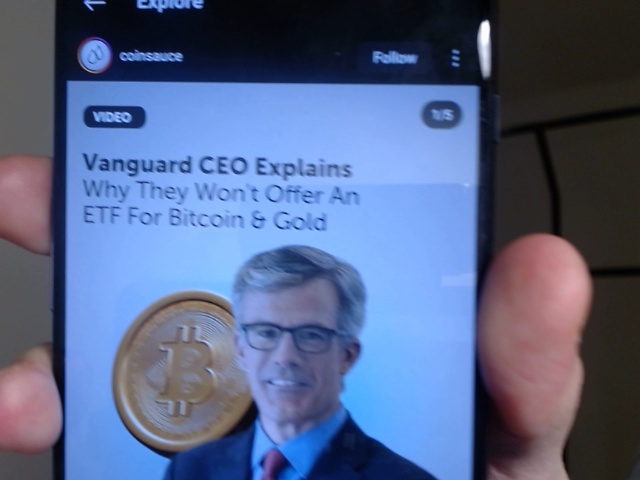 Explore
coinsauce
Follow
VIDEO
1/5
Vanguard CEO Explains
Why They Won't Offer An
ETF For Bitcoin & Gold